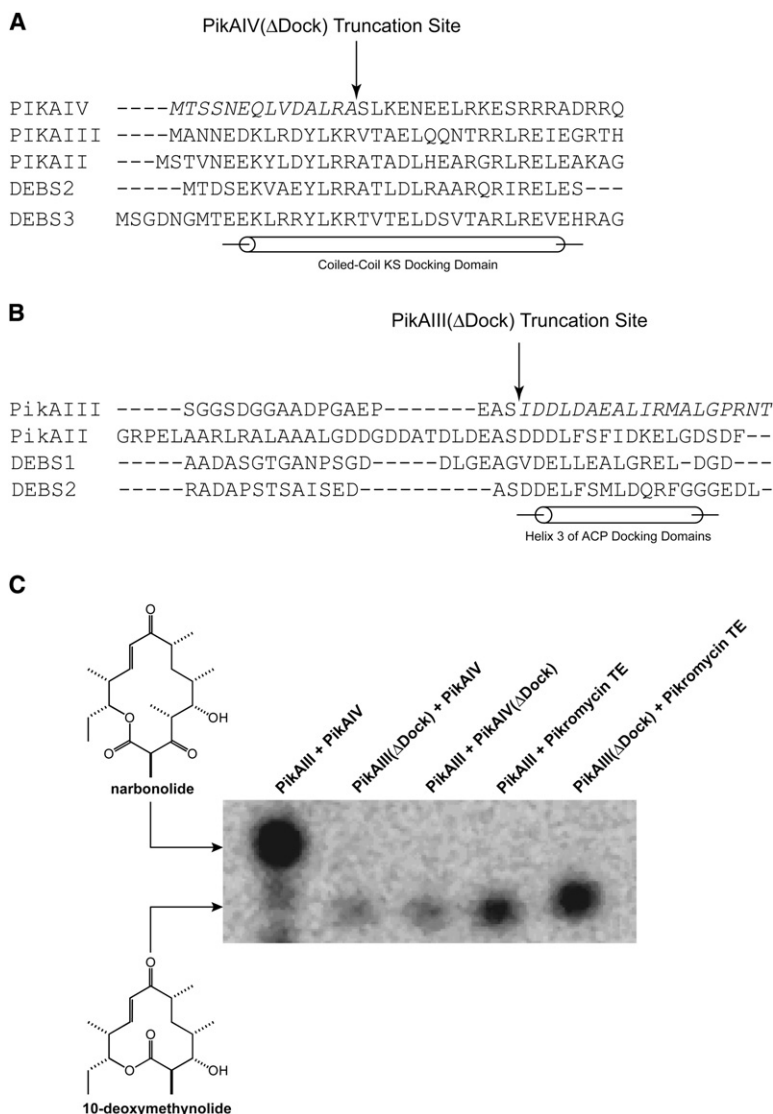 A
PikAIV(ΔDock) Truncation Site
PIKAIV ----MTSSNEQLVDALRASLKENEELRKESRRRADRRQ
PIKAIII -----MANNEDKLRDYLKRVTAELQQNTRRLREIEGRTH
PIKAII ---MSTVNEEKYLDYLRRATADLHEARGRLRELEAKAG
DEBS2 -----MTDSEKVAEYLRRATLDLRAARQRIRELES---
DEBS3 MSGDNGMTEEKLRRYLKRTVTELDSVTARLREVEHRAG
Coiled-Coil KS Docking Domain
B
PikAIII(ΔDock) Truncation Site
PikAIII -----SGGSDGGAADPGAEP--------EASIDDLDAEALIRMALGPRNT
PikAII GRPELAARLRALAAALGDDGDDATDLDEASDDDLFSFIDKELGDSDF--
DEBS1 -----AADASGTGANPSGD-----DLGEAGVDELLEALGREL-DGD---
DEBS2 -----RADAPSTSAISED----------ASDDELFSMLDQRFGGGEDL-
Helix 3 of ACP Docking Domains
C
PikAIII + PikAIV
PikAIII(ΔDock) + PikAIV
PikAIII + PikAIV(ΔDock)
PikAIII + Pikromycin TE
PikAIII(ΔDock) + Pikromycin TE
O
OH
O
O
O
narbonolide
O
O
O
OH
10-deoxymethynolide